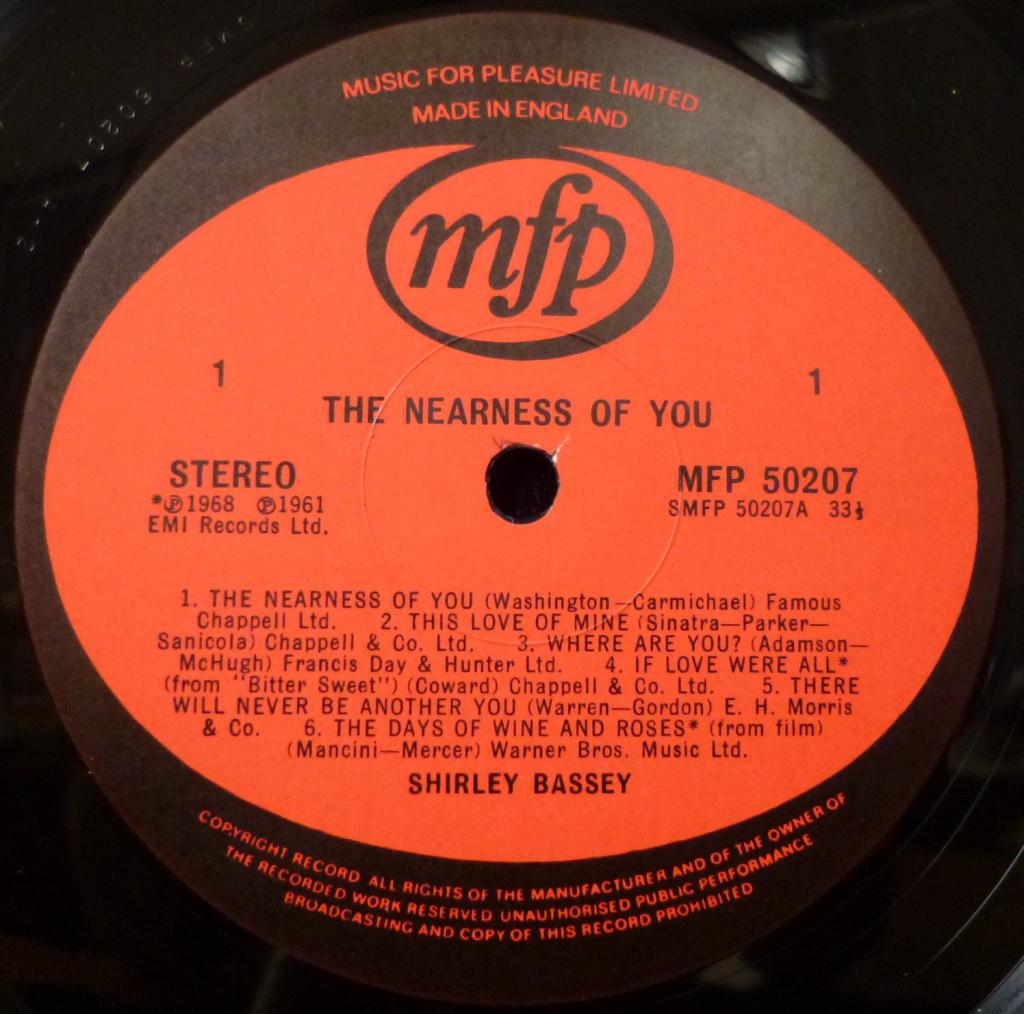 MUSIC FOR PLEASURE LIMITED
MADE IN ENGLAND
mfp
1 1
THE NEARNESS OF YOU
STEREO MFP 50207
*℗1968 ℗1961 SMFP 50207A 33⅓
EMI Records Ltd.
1. THE NEARNESS OF YOU (Washington—Carmichael) Famous
Chappell Ltd. 2. THIS LOVE OF MINE (Sinatra—Parker—
Sanicola) Chappell & Co. Ltd. 3. WHERE ARE YOU? (Adamson—
McHugh) Francis Day & Hunter Ltd. 4. IF LOVE WERE ALL*
(from "Bitter Sweet") (Coward) Chappell & Co. Ltd. 5. THERE
WILL NEVER BE ANOTHER YOU (Warren—Gordon) E. H. Morris
& Co. 6. THE DAYS OF WINE AND ROSES* (from film)
(Mancini—Mercer) Warner Bros. Music Ltd.
SHIRLEY BASSEY
COPYRIGHT RECORD ALL RIGHTS OF THE MANUFACTURER AND OF THE OWNER OF
THE RECORDED WORK RESERVED UNAUTHORISED PUBLIC PERFORMANCE
BROADCASTING AND COPY OF THIS RECORD PROHIBITED